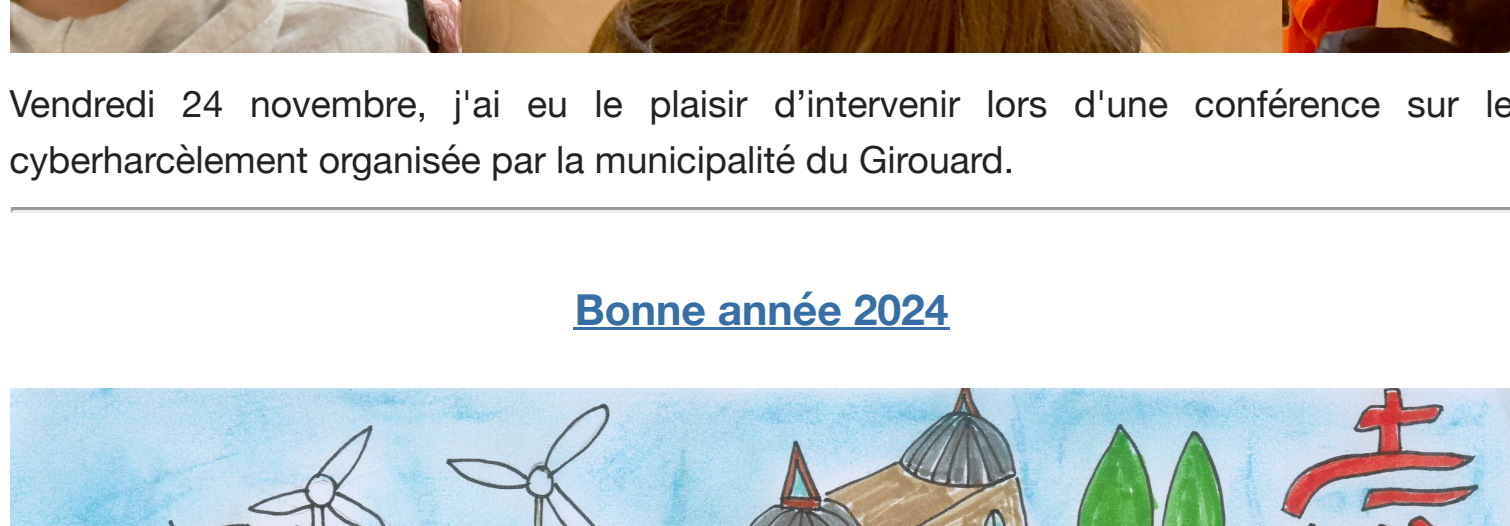 Vendredi 24 novembre, j'ai eu le plaisir d’intervenir lors d'une conférence sur le
cyberharcèlement organisée par la municipalité du Girouard.
Bonne année 2024